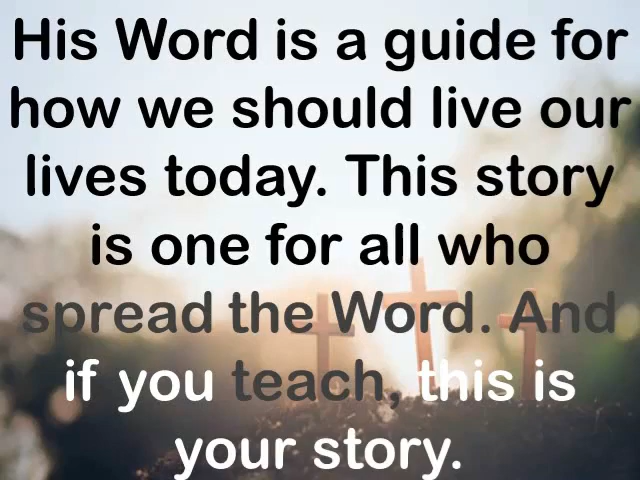 His Word is a guide for
how we should live our
lives today. This story
is one for all who
spread the Word. And
if you teach, this is
your story.